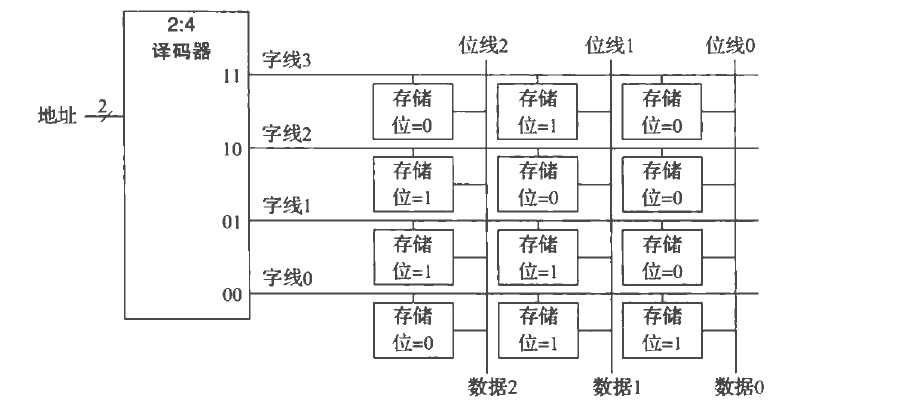 2:4
译码器
地址
2
11
10
01
00
字线3
字线2
字线1
字线0
位线2
位线1
位线0
存储
位=0
存储
位=1
存储
位=0
存储
位=1
存储
位=0
存储
位=0
存储
位=1
存储
位=1
存储
位=0
存储
位=0
存储
位=1
存储
位=1
数据2
数据1
数据0